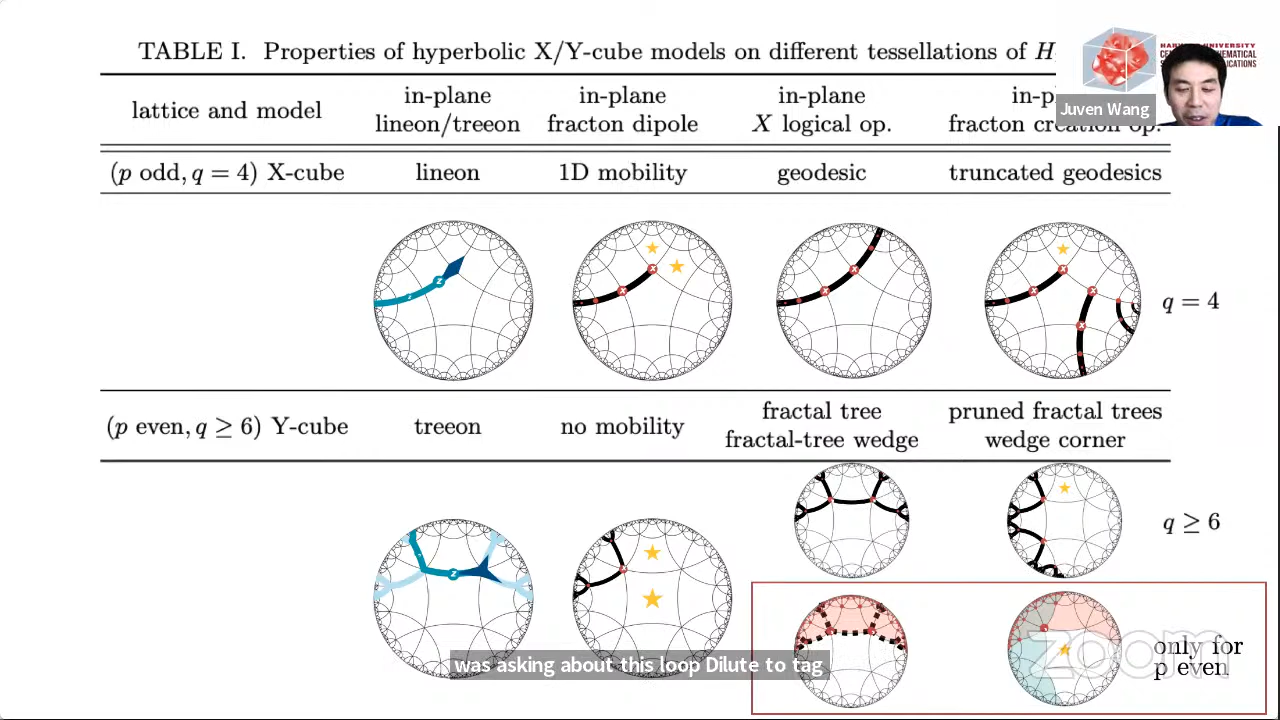 TABLE I. Properties of hyperbolic X/Y-cube models on different tessellations of H
HARVARD UNIVERSITY
Juven Wang
lattice and model
in-plane
lineon/treeon
in-plane
fracton dipole
in-plane
X logical op.
fracton creation op.
(p odd, q = 4) X-cube
lineon
1D mobility
geodesic
truncated geodesics
q = 4
(p even, q ≥ 6) Y-cube
treeon
no mobility
fractal tree
fractal-tree wedge
pruned fractal trees
wedge corner
q ≥ 6
only for
p even
zoom
was asking about this loop Dilute to tag